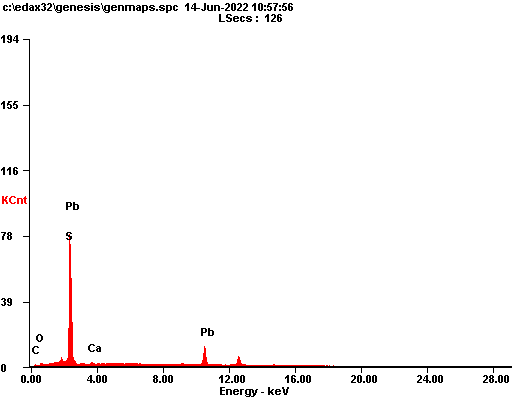 c:\edax32\genesis\genmaps.spc 14-Jun-2022 10:57:56
LSecs : 126
194
155
116
KCnt
Pb
78
S
39
Pb
O
C
Ca
0
0.00 4.00 8.00 12.00 16.00 20.00 24.00 28.00
Energy - keV